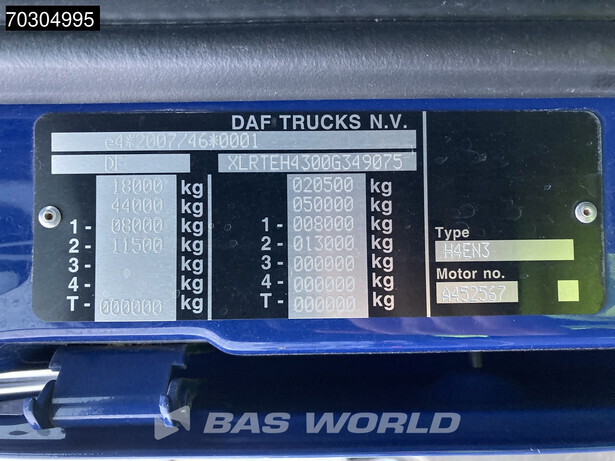 70304995
DAF TRUCKS N.V.
e4*2007/46*0001
DF XLRTEH4300G349075
18000 kg 020500 kg
44000 kg 050000 kg
1 - 08000 kg 1 - 008000 kg
2 - 11500 kg 2 - 013000 kg
3 - kg 3 - 000000 kg
4 - kg 4 - 000000 kg
T - 000000 kg T - 000000 kg
Type
H4EN3
Motor no.
A452567
BAS WORLD